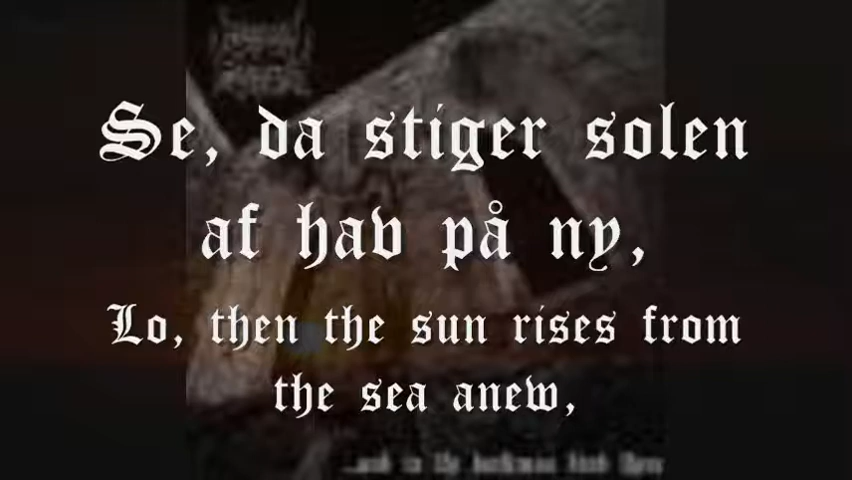 Se, da stiger solen
af hav på ny,
Lo, then the sun rises from
the sea anew,